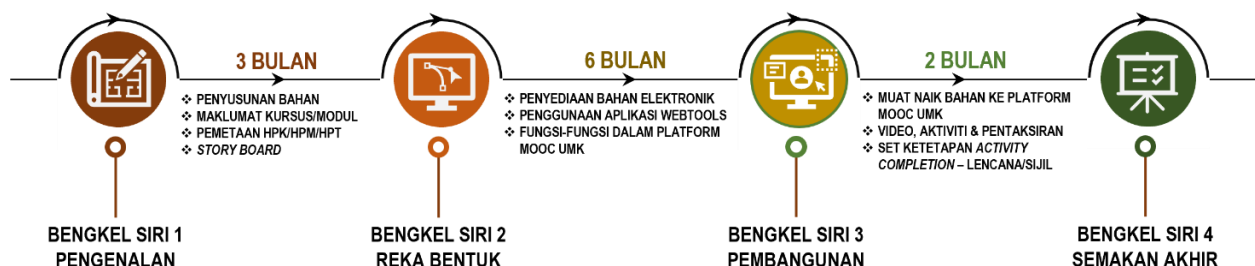 3 BULAN
❖ PENYUSUNAN BAHAN
❖ MAKLUMAT KURSUS/MODUL
❖ PEMETAAN HPK/HPM/HPT
❖ STORY BOARD
6 BULAN
❖ PENYEDIAAN BAHAN ELEKTRONIK
❖ PENGGUNAAN APLIKASI WEBTOOLS
❖ FUNGSI-FUNGSI DALAM PLATFORM
MOOC UMK
2 BULAN
❖ MUAT NAIK BAHAN KE PLATFORM
MOOC UMK
❖ VIDEO, AKTIVITI & PENTAKSIRAN
❖ SET KETETAPAN ACTIVITY
COMPLETION – LENCANA/SIJIL
BENGKEL SIRI 1
PENGENALAN
BENGKEL SIRI 2
REKA BENTUK
BENGKEL SIRI 3
PEMBANGUNAN
BENGKEL SIRI 4
SEMAKAN AKHIR